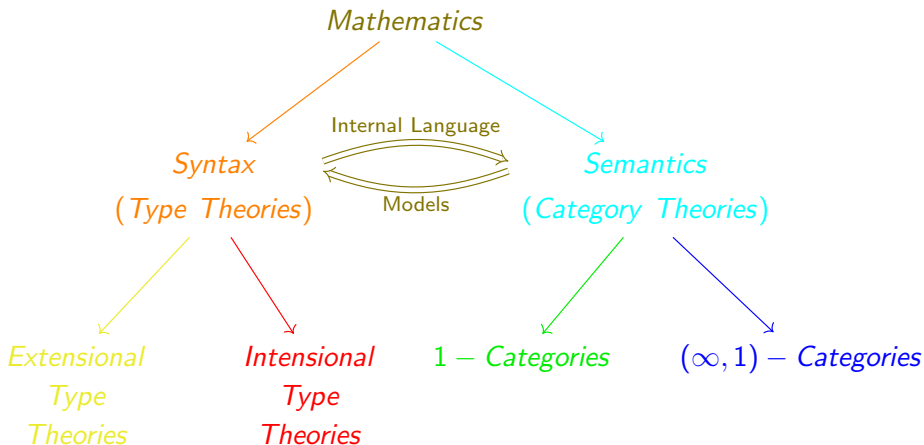 Mathematics
Internal Language
Syntax
(Type Theories)
Models
Semantics
(Category Theories)
Extensional
Type
Theories
Intensional
Type
Theories
1 − Categories
(∞, 1) − Categories